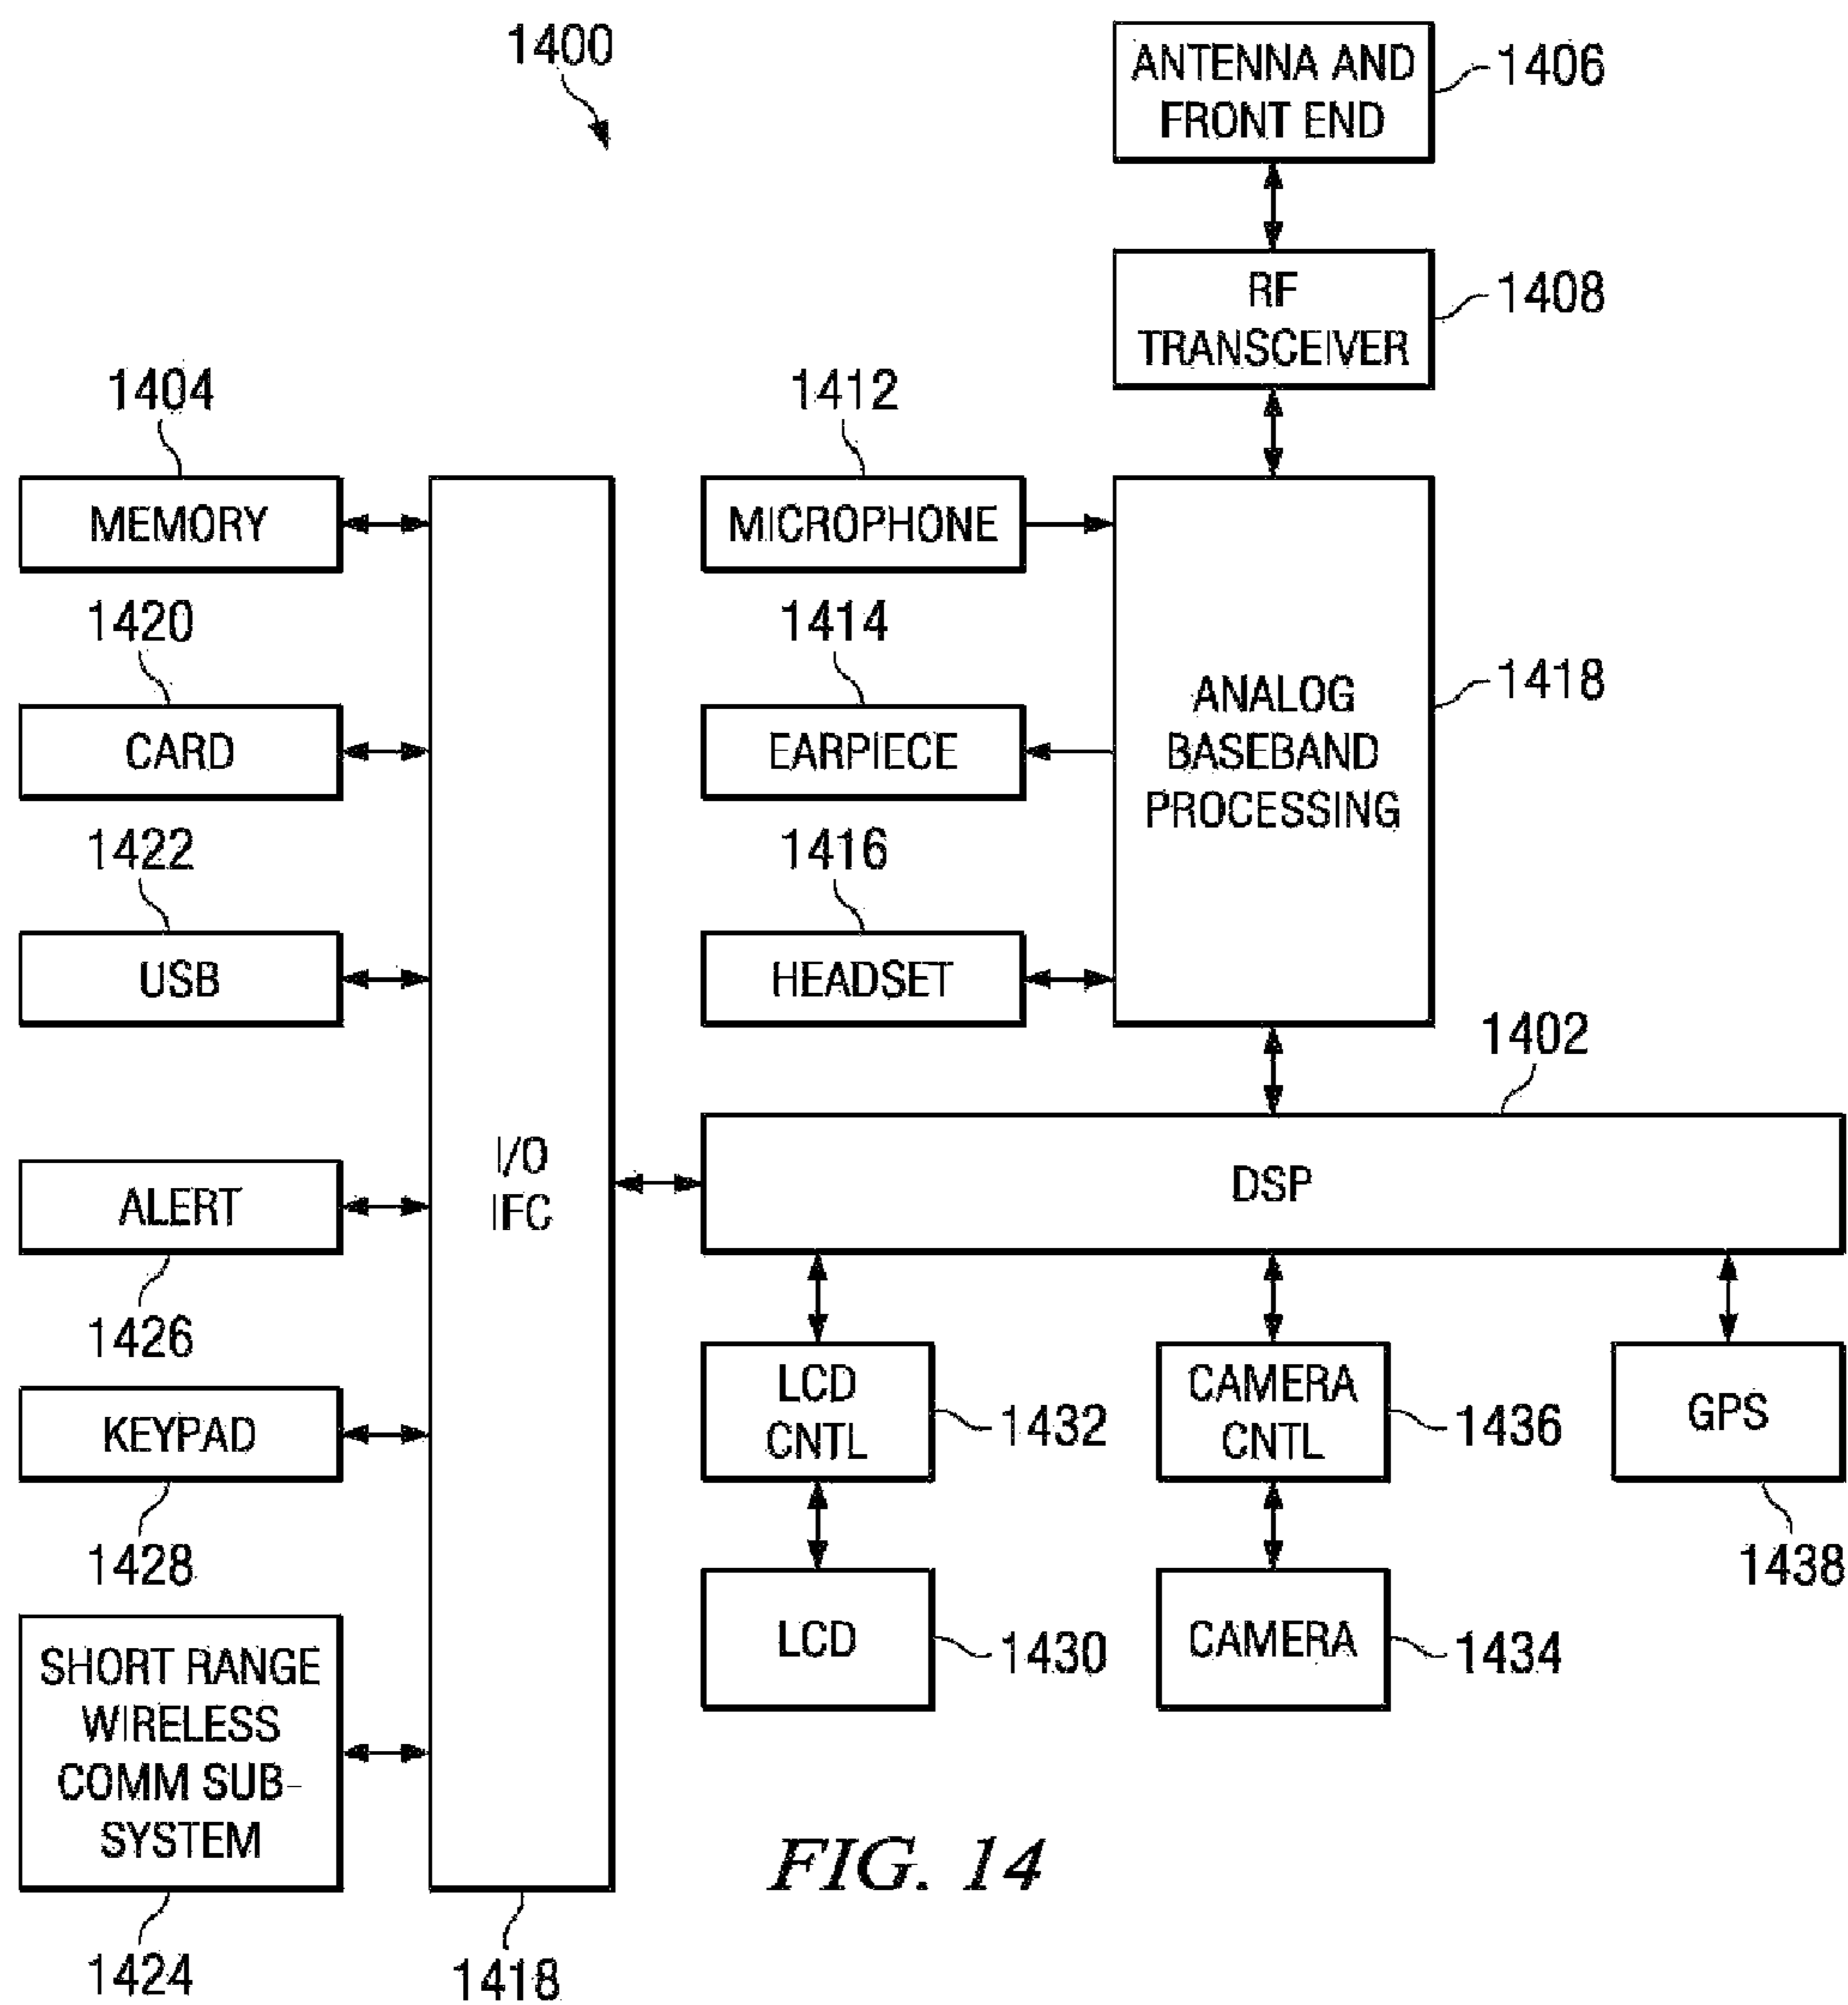 1400
ANTENNA AND
FRONT END
1406
RF
TRANSCEIVER
1408
1404
MEMORY
1420
CARD
1422
USB
ALERT
1426
KEYPAD
1428
SHORT RANGE
WIRELESS
COMM SUB-
SYSTEM
1424
I/O
IFC
1418
1412
MICROPHONE
1414
EARPIECE
1416
HEADSET
ANALOG
BASEBAND
PROCESSING
1418
1402
DSP
LCD
CNTL
1432
CAMERA
CNTL
1436
GPS
1438
LCD
1430
CAMERA
1434
FIG. 14